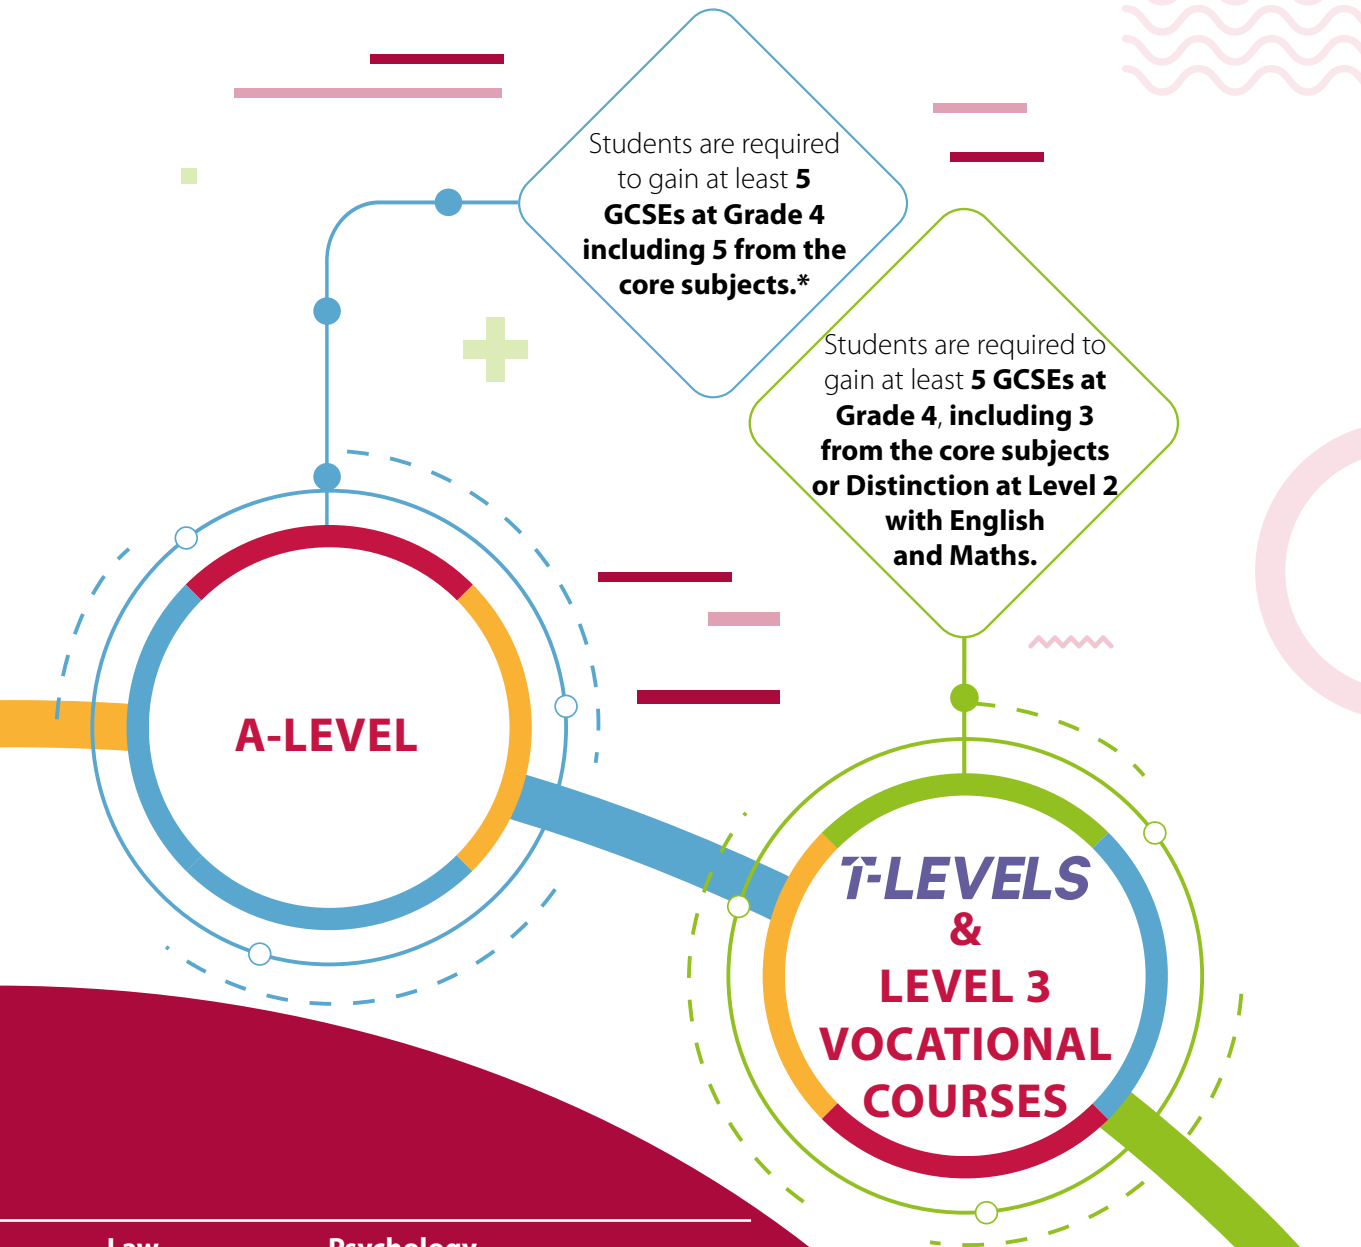 Students are required
to gain at least 5
GCSEs at Grade 4
including 5 from the
core subjects.*
Students are required to
gain at least 5 GCSEs at
Grade 4, including 3
from the core subjects
or Distinction at Level 2
with English
and Maths.
A-LEVEL
T-LEVELS
&
LEVEL 3
VOCATIONAL
COURSES
Law Psychology